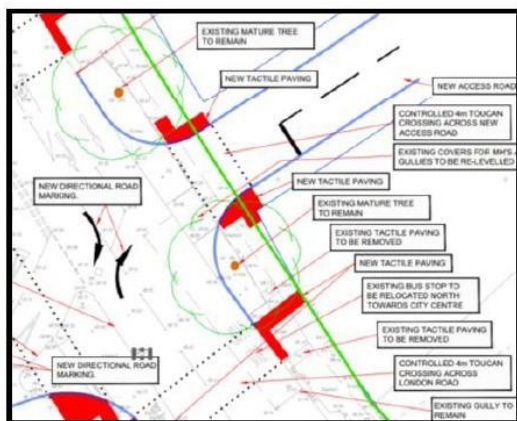 EXISTING MATURE TREE
TO REMAIN
NEW TACTILE PAVING
NEW ACCESS ROAD
CONTROLLED 4m TOUCAN
CROSSING ACROSS NEW
ACCESS ROAD
EXISTING COVERS FOR MH'S
GULLIES TO BE RE-LEVELLED
NEW DIRECTIONAL ROAD
MARKING.
NEW TACTILE PAVING
EXISTING MATURE TREE
TO REMAIN
EXISTING TACTILE PAVING
TO BE REMOVED
NEW TACTILE PAVING
EXISTING BUS STOP TO
BE RELOCATED NORTH
TOWARDS CITY CENTRE
EXISTING TACTILE PAVING
TO BE REMOVED
NEW DIRECTIONAL ROAD
MARKING.
CONTROLLED 4m TOUCAN
CROSSING ACROSS
LONDON ROAD
EXISTING GULLY TO
REMAIN